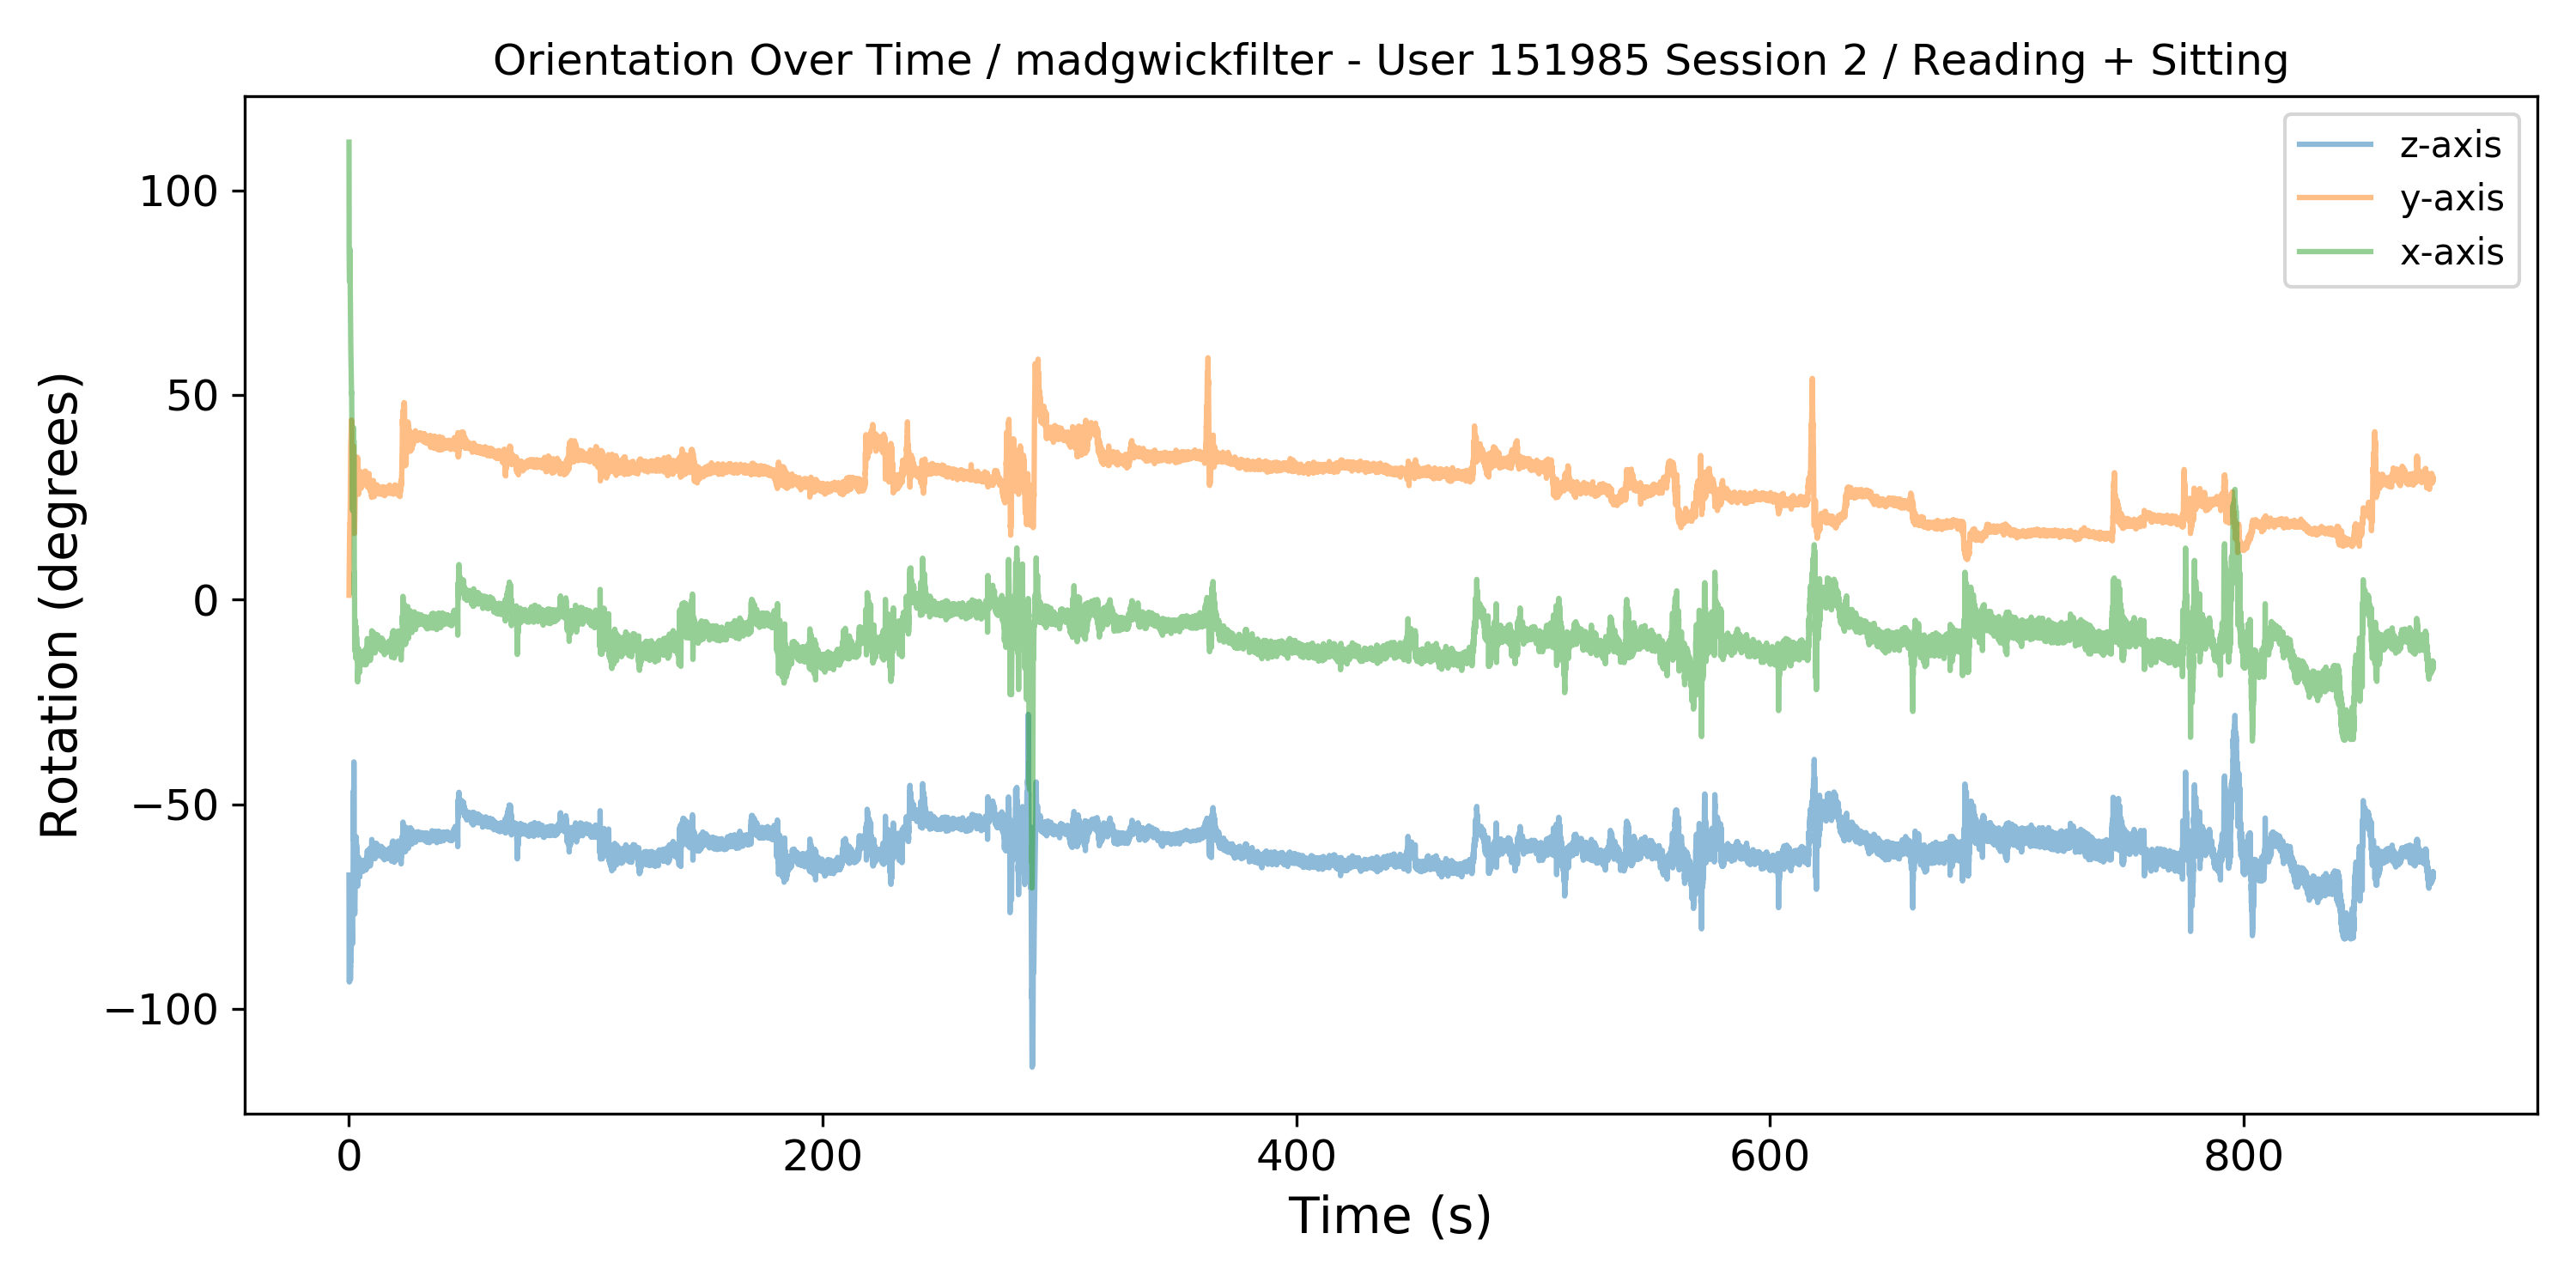 Orientation Over Time / madgwickfilter - User 151985 Session 2 / Reading + Sitting
z-axis
y-axis
x-axis
Rotation (degrees)
100
50
0
−50
−100
0 200 400 600 800
Time (s)